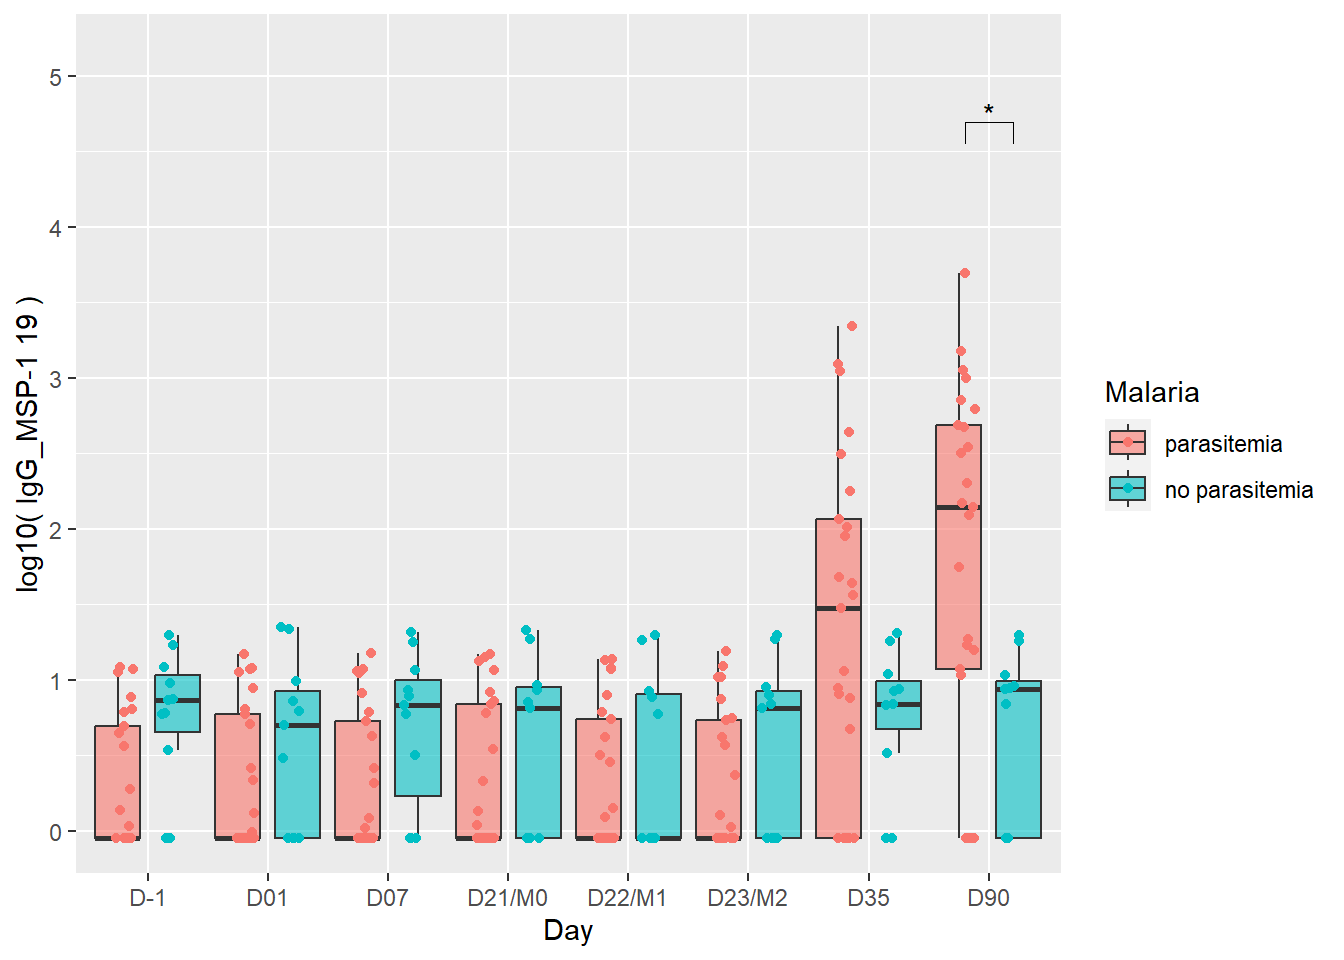 5
4
3
2
1
0
log10( IgG_MSP-1 19 )
*
D-1 D01 D07 D21/M0 D22/M1 D23/M2 D35 D90
Day
Malaria
parasitemia
no parasitemia